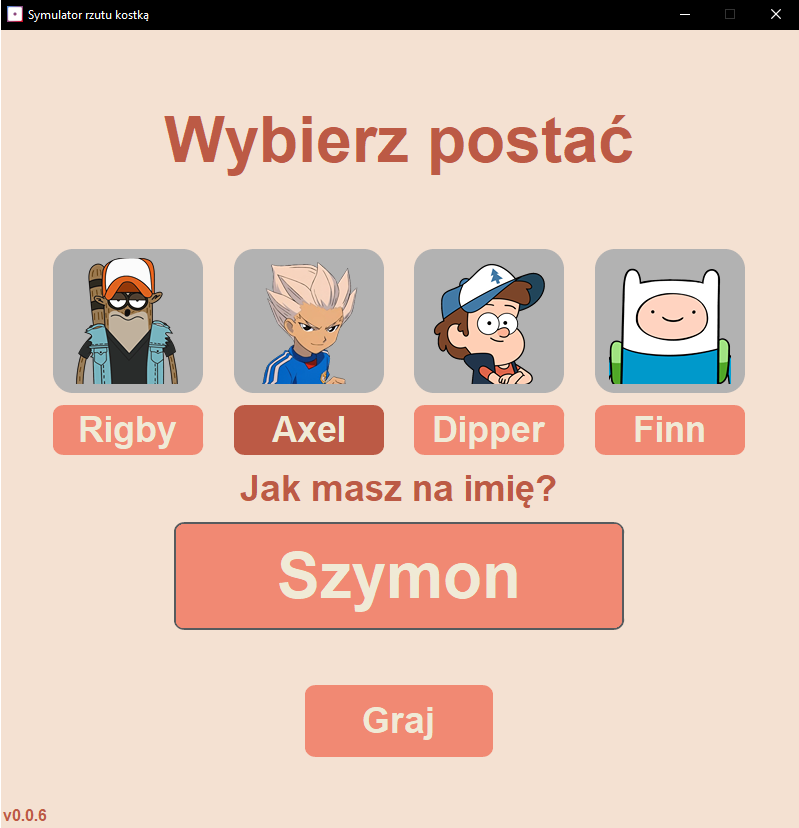 Symulator rzutu kostką
Wybierz postać
Rigby Axel Dipper Finn
Jak masz na imię?
Szymon
Graj
v0.0.6